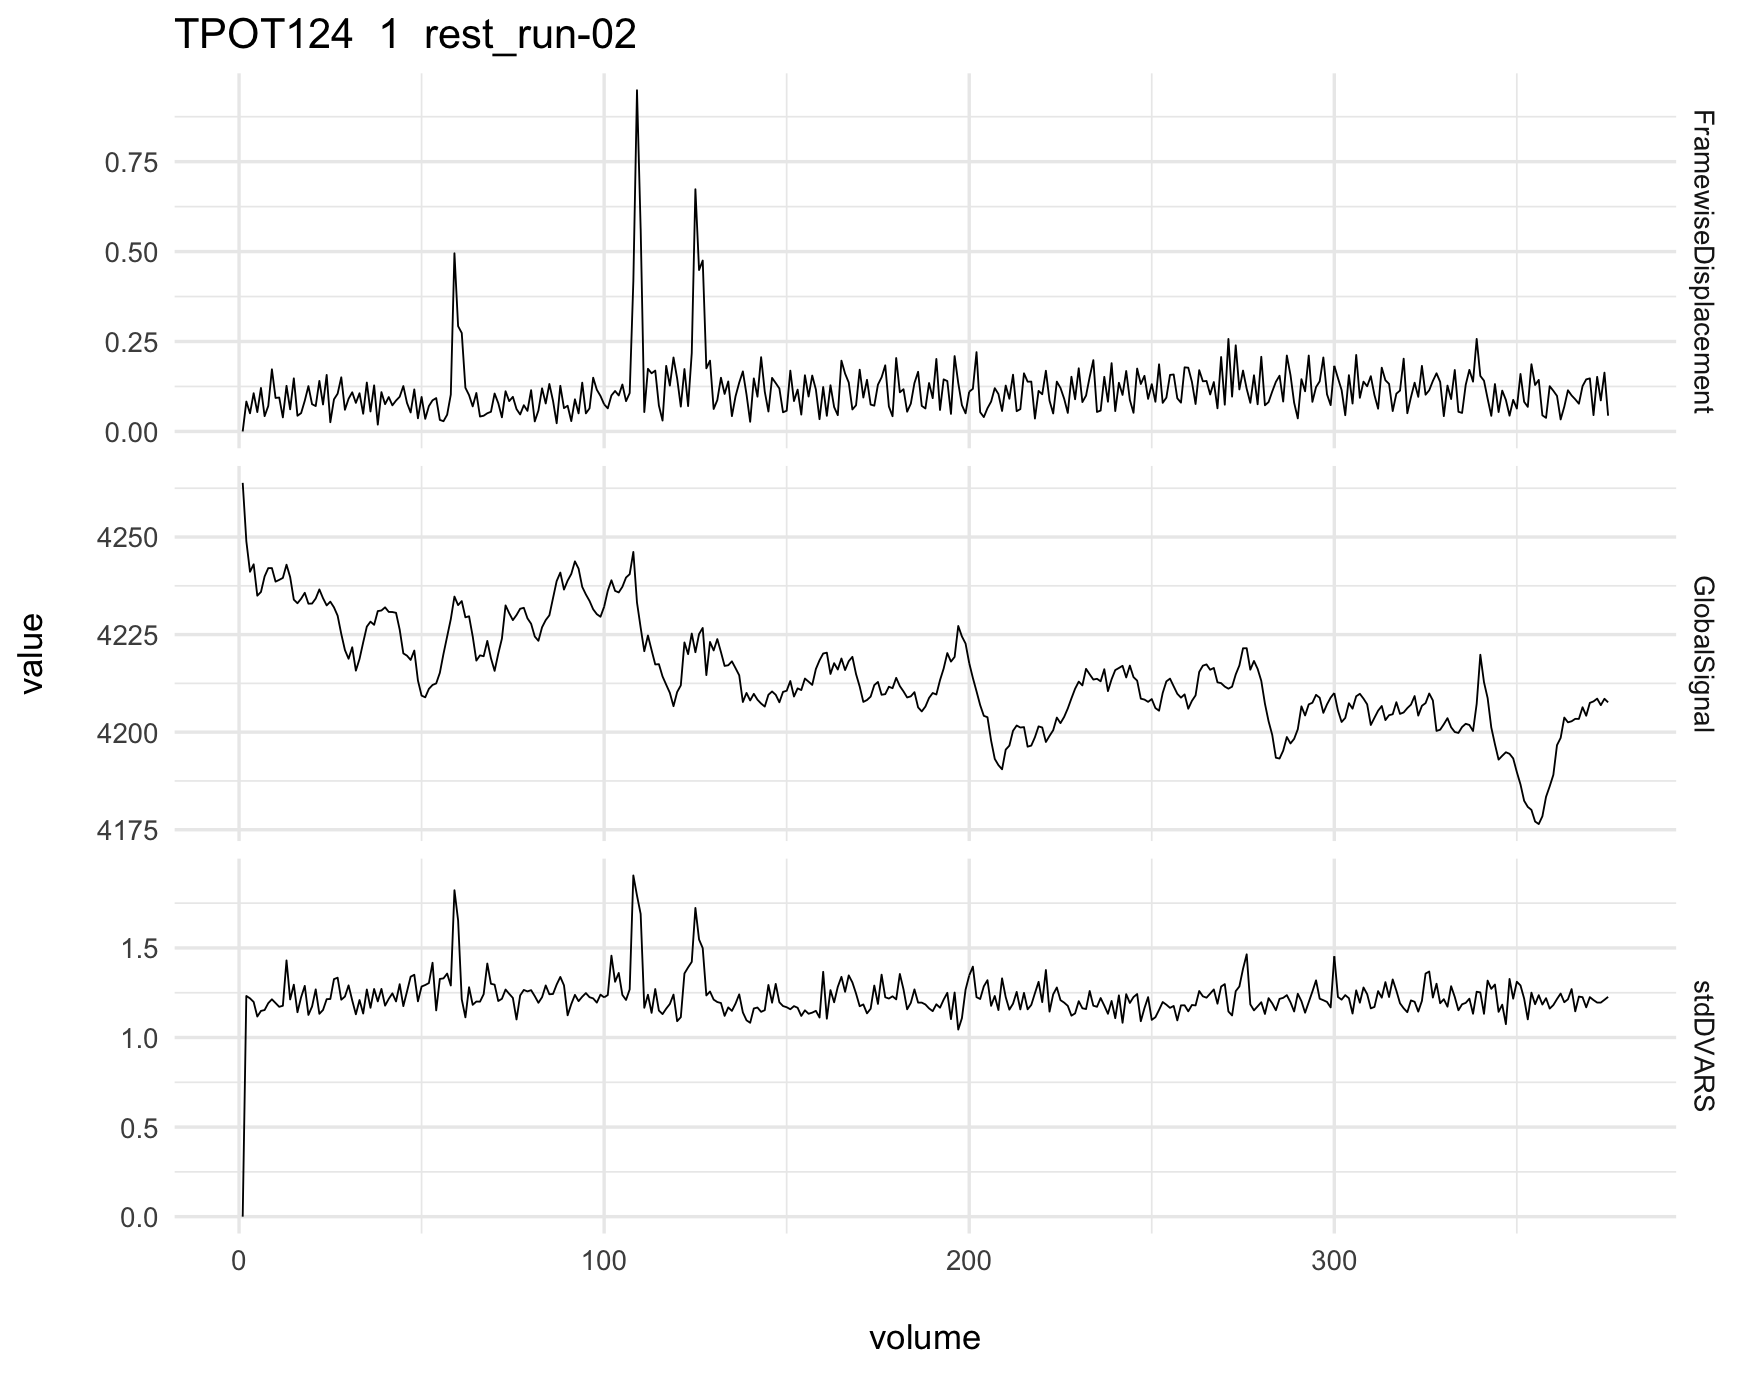 TPOT124 1 rest_run-02
0.75
0.50
0.25
0.00
FramewiseDisplacement
4250
4225
4200
4175
GlobalSignal
value
1.5
1.0
0.5
0.0
stdDVARS
0 100 200 300
volume